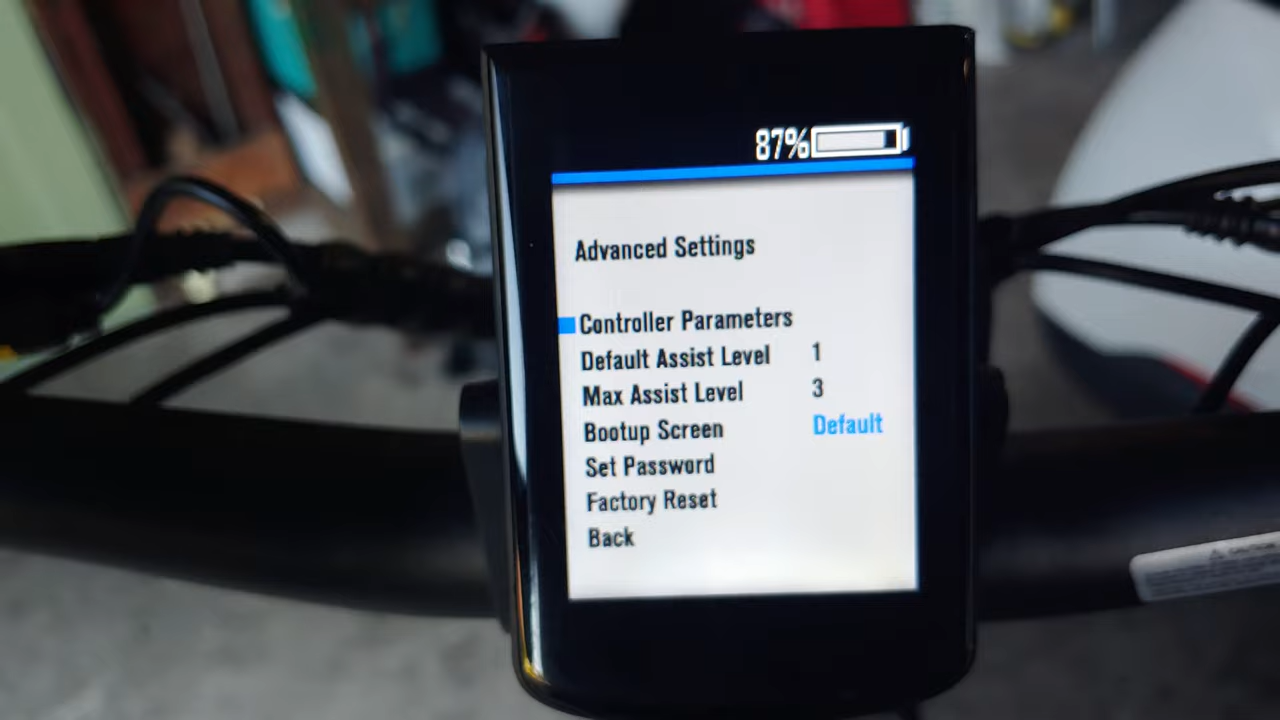 87%
Advanced Settings
Controller Parameters
Default Assist Level 1
Max Assist Level 3
Bootup Screen Default
Set Password
Factory Reset
Back